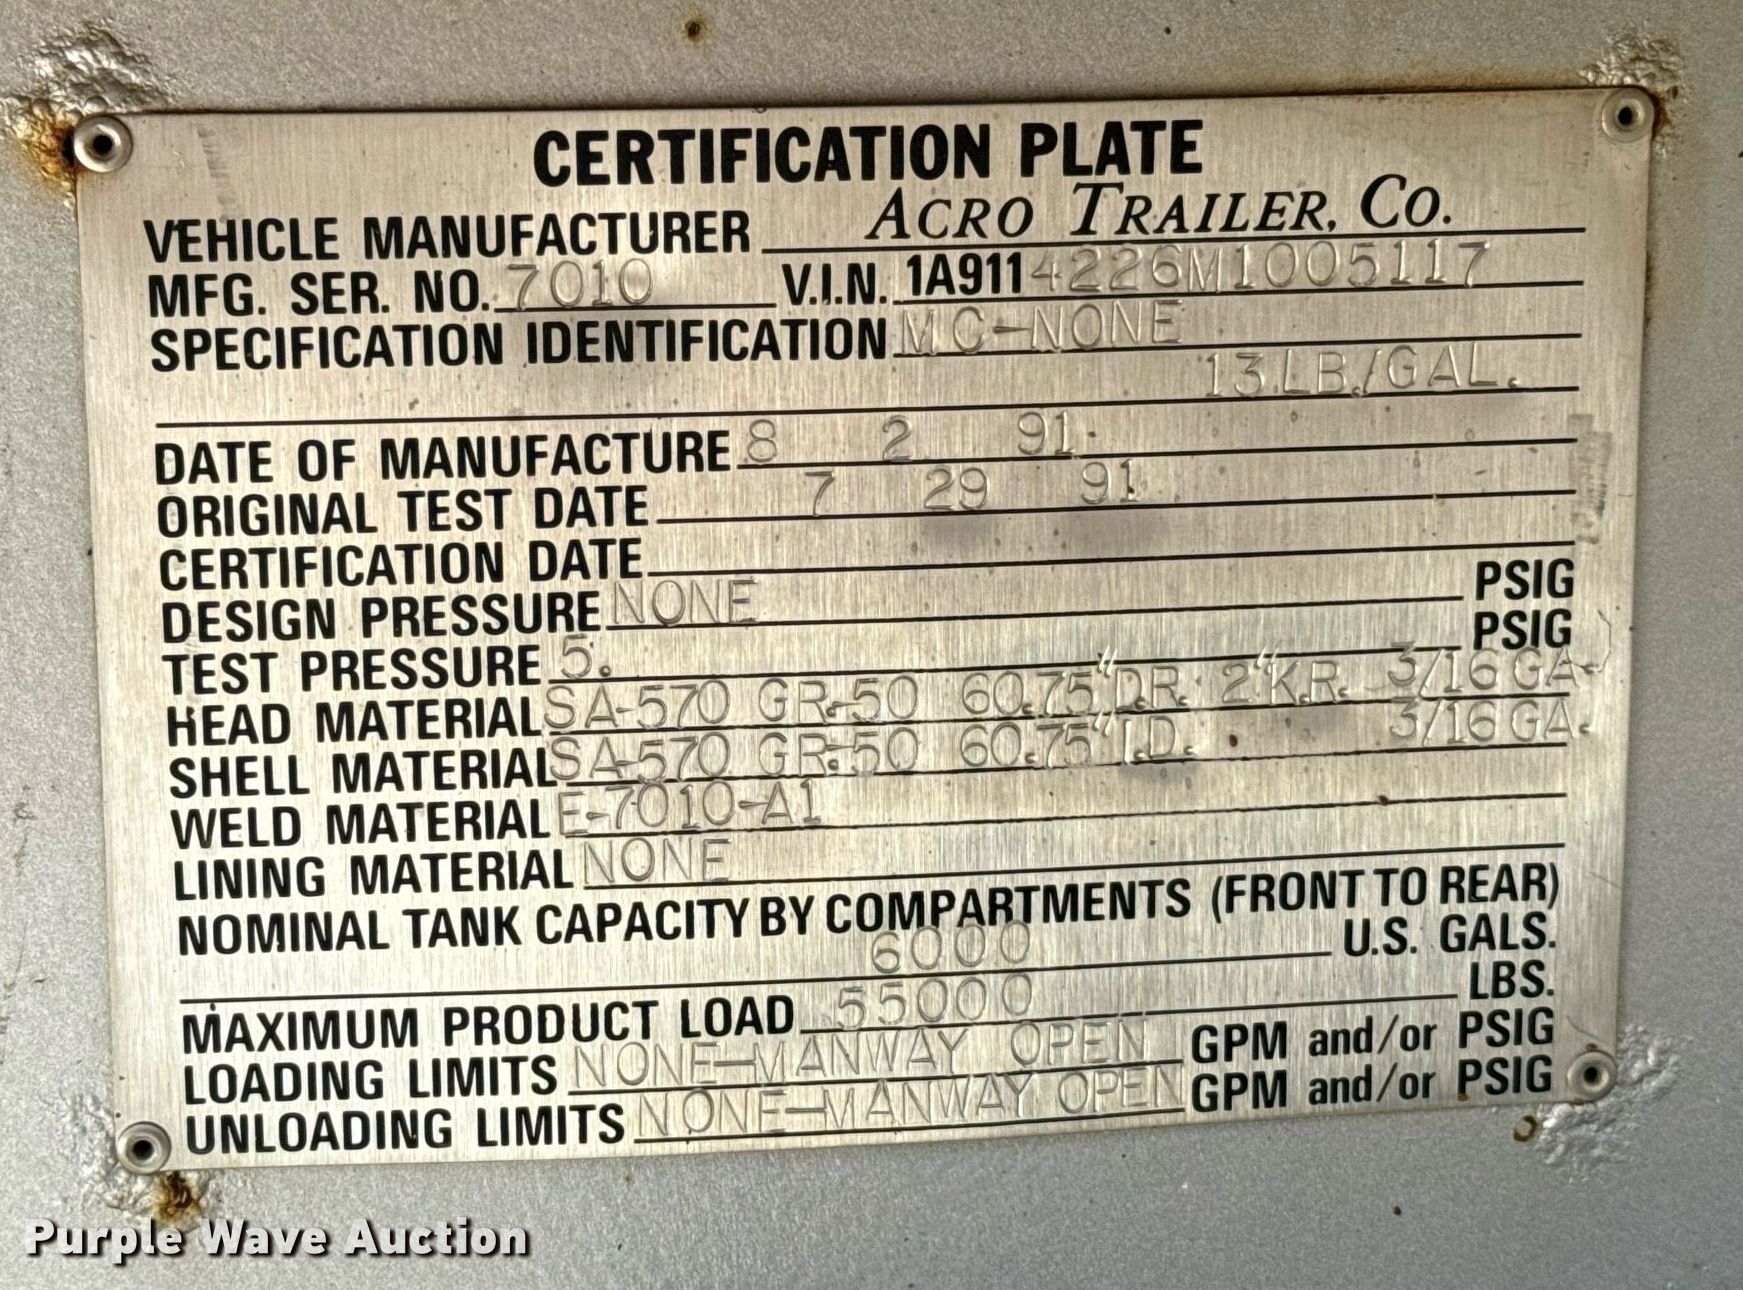 CERTIFICATION PLATE
VEHICLE MANUFACTURER ACRO TRAILER, CO.
MFG. SER. NO. 7010 V.I.N. 1A9114226M1005117
SPECIFICATION IDENTIFICATION MC-NONE
13.LB./GAL.
DATE OF MANUFACTURE 8 2 91
ORIGINAL TEST DATE 7 29 91
CERTIFICATION DATE
DESIGN PRESSURE NONE PSIG
TEST PRESSURE 5. PSIG
HEAD MATERIAL SA-570 GR.-50 60.75"D.R. 2"K.R. 3/16 GA.
SHELL MATERIAL SA-570 GR.-50 60.75"I.D. 3/16 GA.
WELD MATERIAL E-7010-A1
LINING MATERIAL NONE
NOMINAL TANK CAPACITY BY COMPARTMENTS (FRONT TO REAR)
6000 U.S. GALS.
MAXIMUM PRODUCT LOAD 55000 LBS.
LOADING LIMITS NONE-MANWAY OPEN GPM and/or PSIG
UNLOADING LIMITS NONE-MANWAY OPEN GPM and/or PSIG
Purple Wave Auction